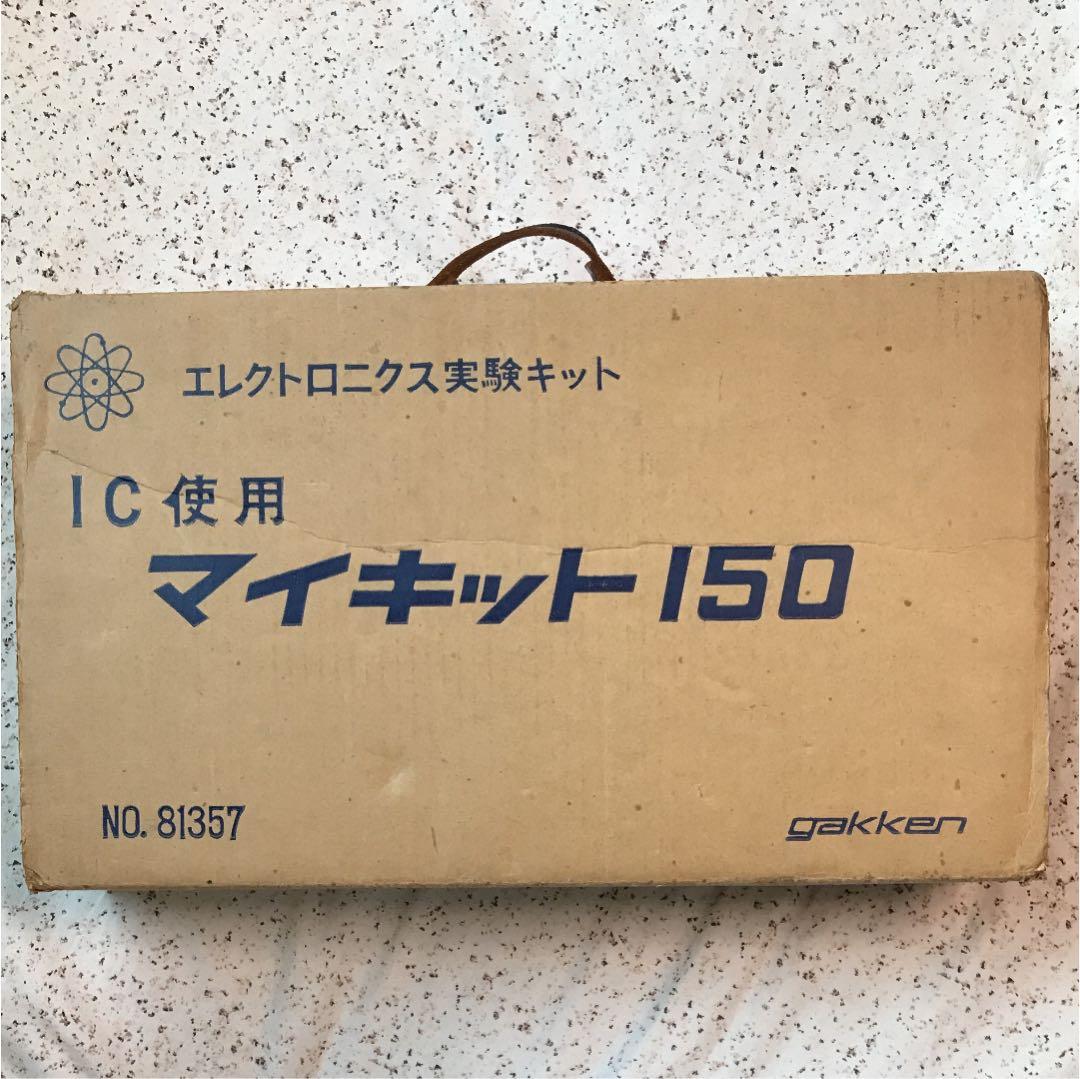 エレクトロニクス実験キット
IC使用
マイキット150
NO. 81357
gakken